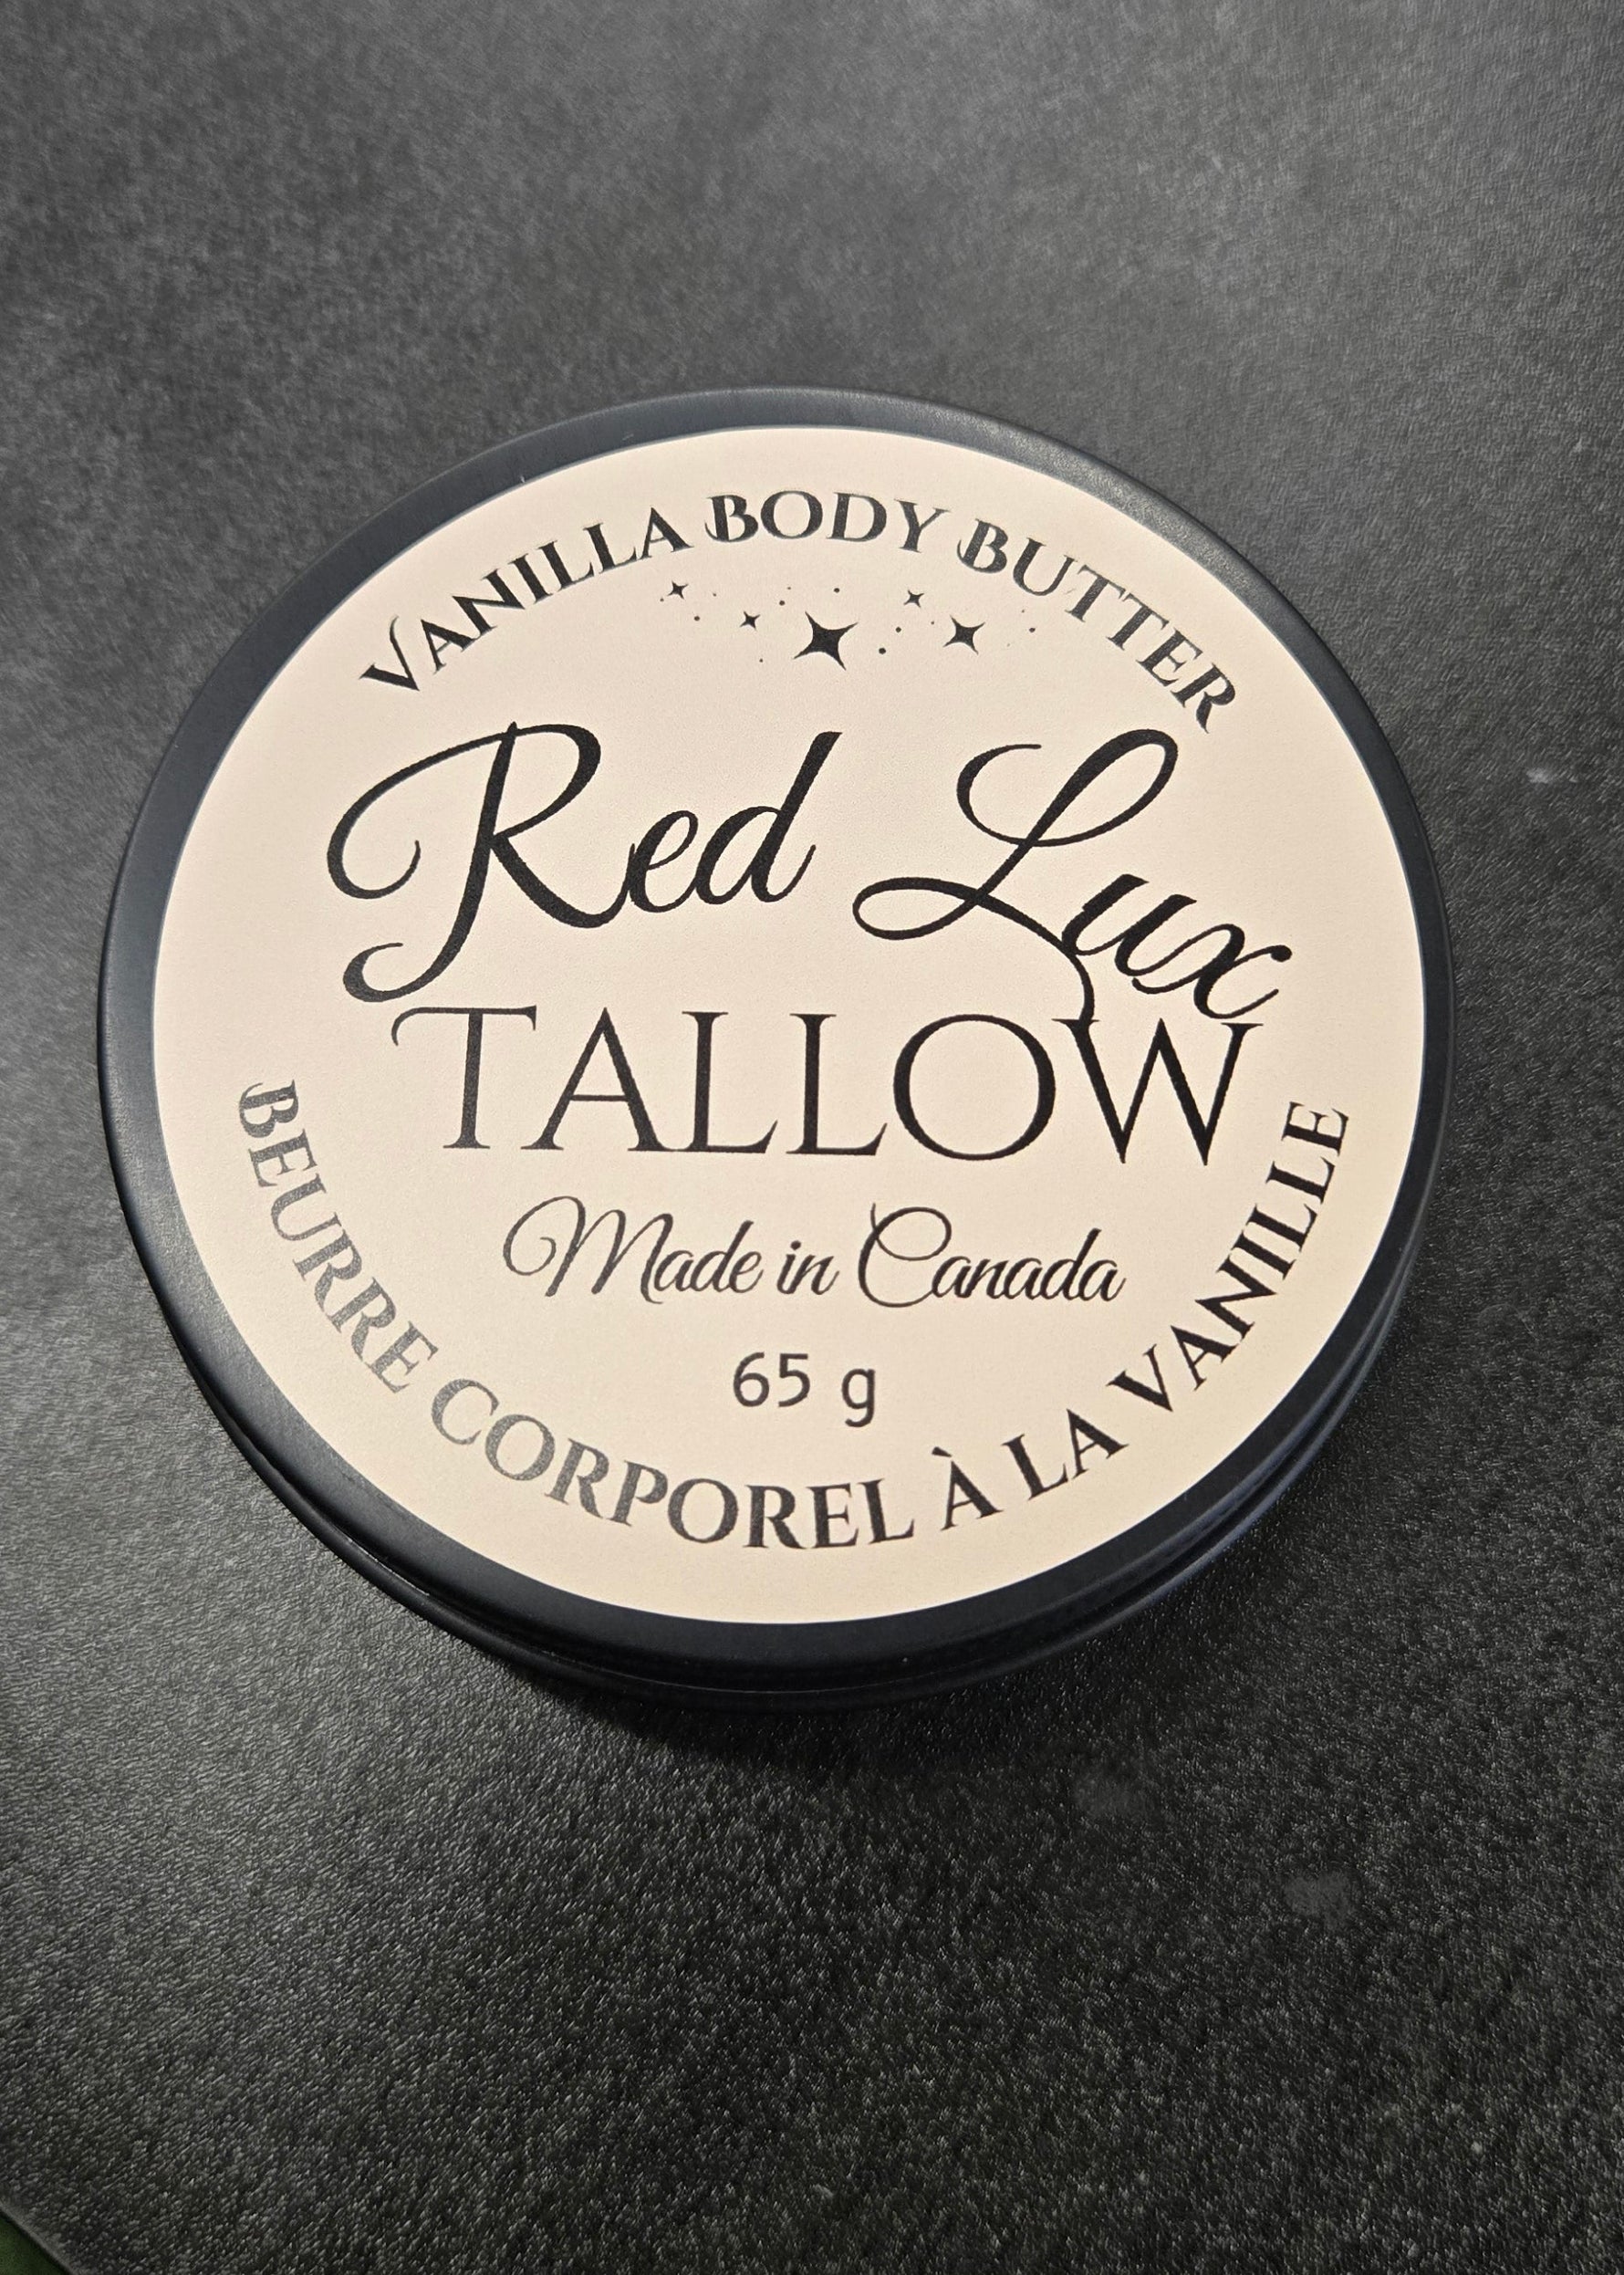 VANILLA BODY BUTTER
Red Lux
TALLOW
Made in Canada
65 g
BEURRE CORPOREL À LA VANILLE